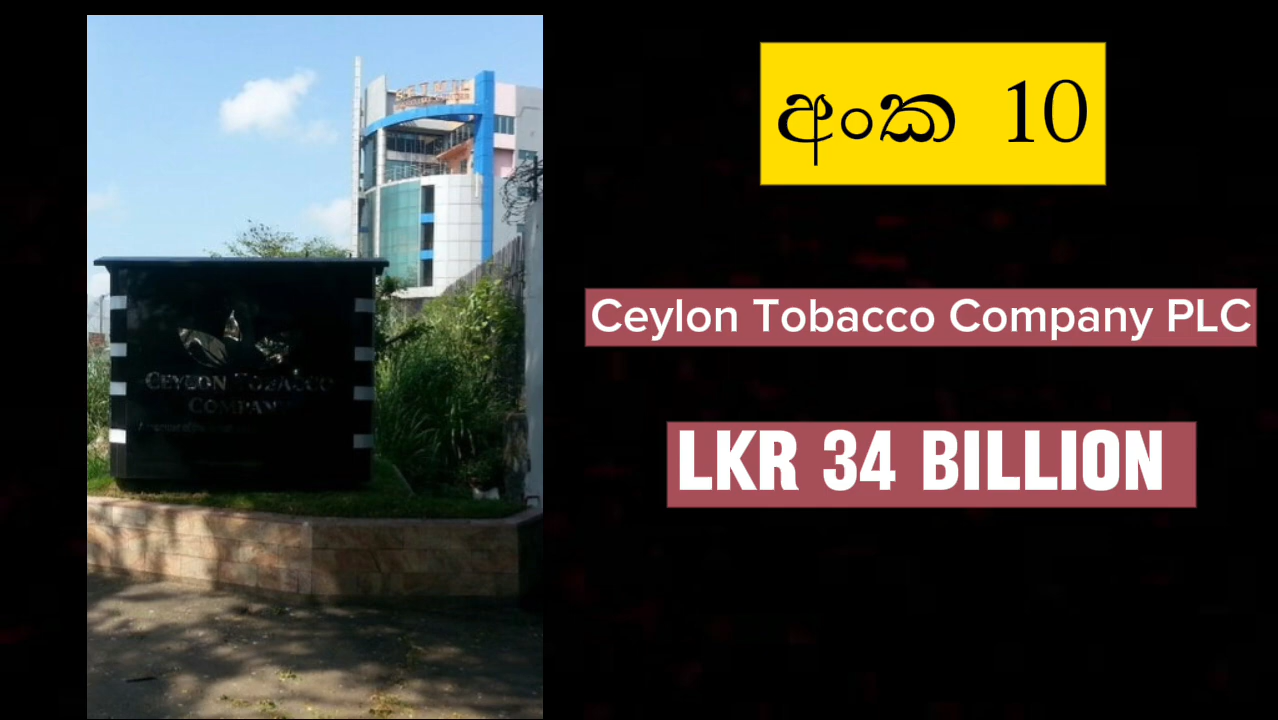 අංක 10
Ceylon Tobacco Company PLC
LKR 34 BILLION
CEYLON TOBACCO
COMPANY